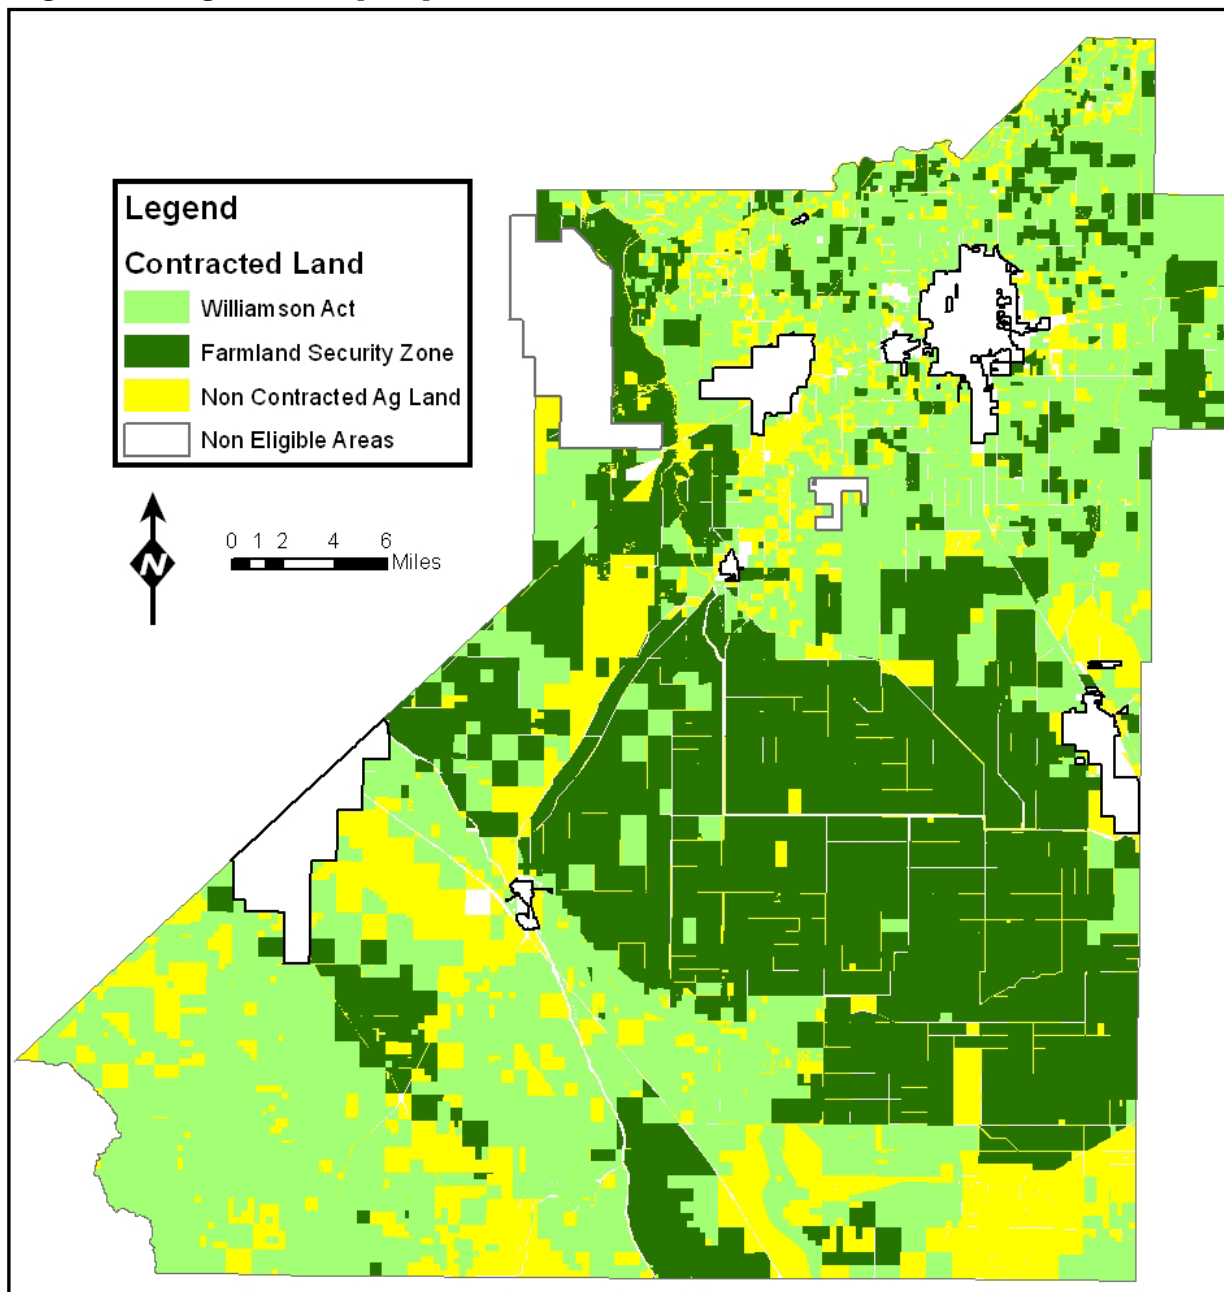 Legend
Contracted Land
Williamson Act
Farmland Security Zone
Non Contracted Ag Land
Non Eligible Areas
N
0 1 2 4 6
Miles